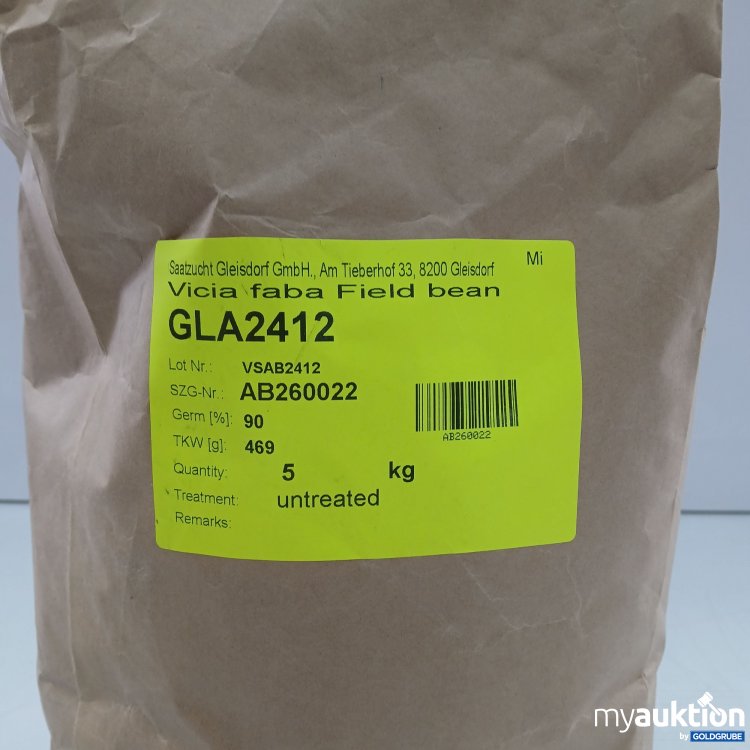 Saatzucht Gleisdorf GmbH., Am Tieberhof 33, 8200 Gleisdorf Mi
Vicia faba Field bean
GLA2412
Lot Nr.: VSAB2412
SZG-Nr.: AB260022
Germ [%]: 90
TKW [g]: 469
AB260022
Quantity: 5 kg
Treatment: untreated
Remarks:
myauktion
by GOLDGRUBE